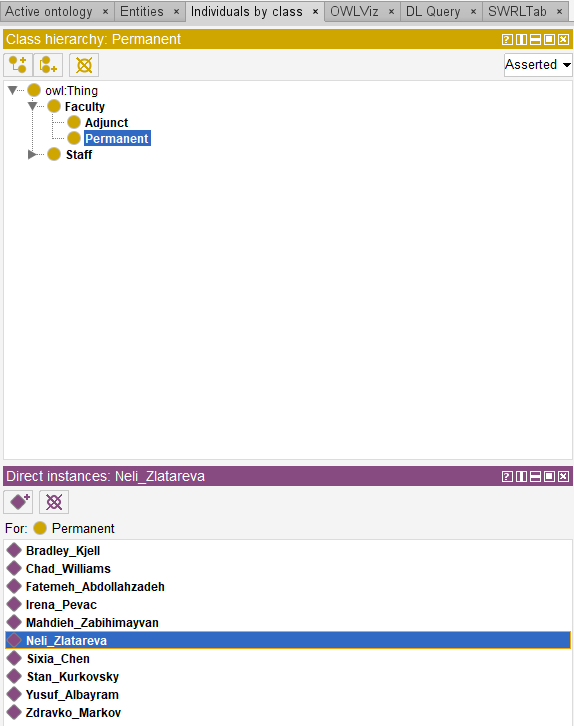 Active ontology × Entities × Individuals by class × OWLViz × DL Query × SWRLTab ×
Class hierarchy: Permanent
Asserted
owl:Thing
Faculty
Adjunct
Permanent
Staff
Direct instances: Neli_Zlatareva
For: Permanent
Bradley_Kjell
Chad_Williams
Fatemeh_Abdollahzadeh
Irena_Pevac
Mahdieh_Zabihimayvan
Neli_Zlatareva
Sixia_Chen
Stan_Kurkovsky
Yusuf_Albayram
Zdravko_Markov